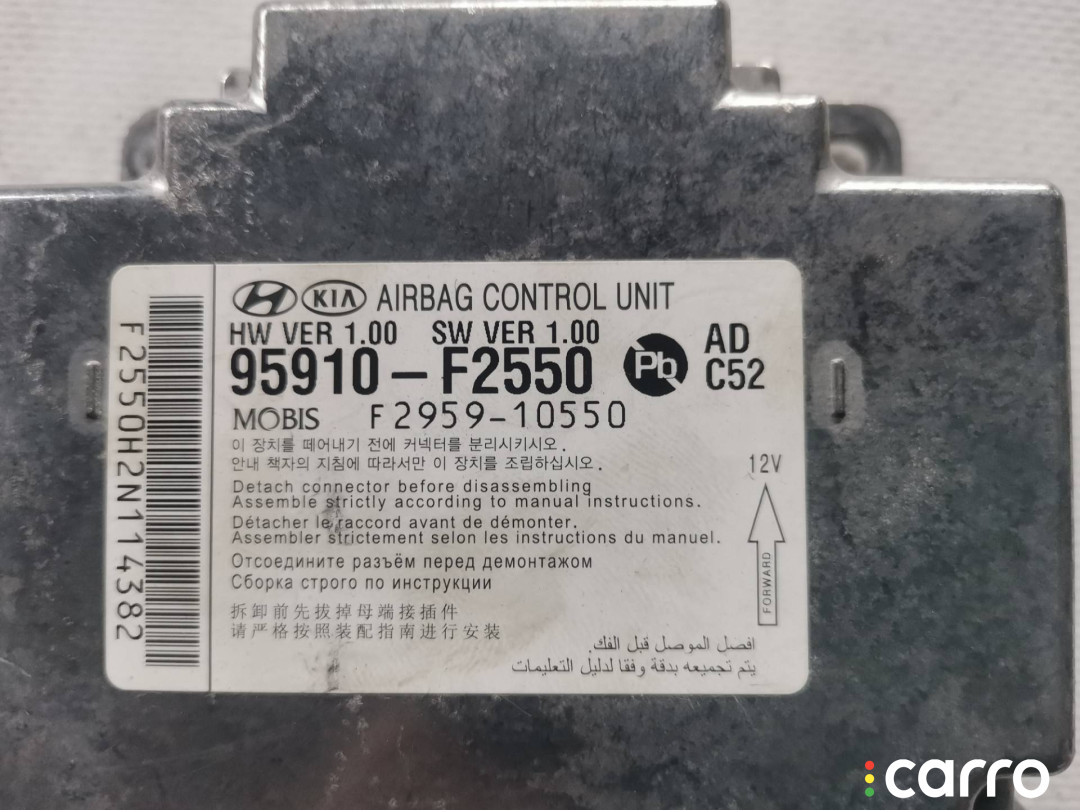 HYUNDAI KIA AIRBAG CONTROL UNIT
HW VER 1.00 SW VER 1.00
95910-F2550
Pb
AD
C52
MOBIS F2959-10550
이 장치를 떼어내기 전에 커넥터를 분리시키시오.
안내 책자의 지침에 따라서만 이 장치를 조립하십시오.
Detach connector before disassembling
Assemble strictly according to manual instructions.
Détacher le raccord avant de démonter.
Assembler strictement selon les instructions du manuel.
Отсоедините разъём перед демонтажом
Сборка строго по инструкции
拆卸前先拔掉母端接插件
请严格按照装配指南进行安装
افصل الموصل قبل الفك.
يتم تجميعه بدقة وفقا لدليل التعليمات
12V
FORWARD
F2550H2N114382
carro